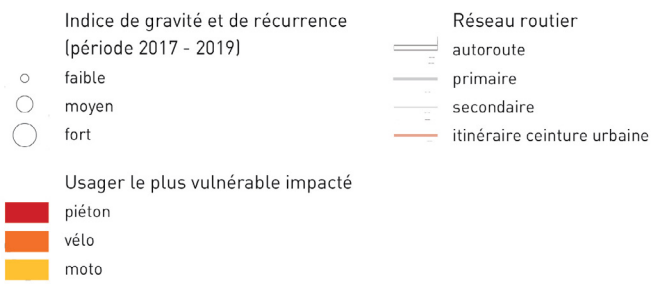 Indice de gravité et de récurrence
(période 2017 - 2019)
faible
moyen
fort
Usager le plus vulnérable impacté
piéton
vélo
moto
Réseau routier
autoroute
primaire
secondaire
itinéraire ceinture urbaine